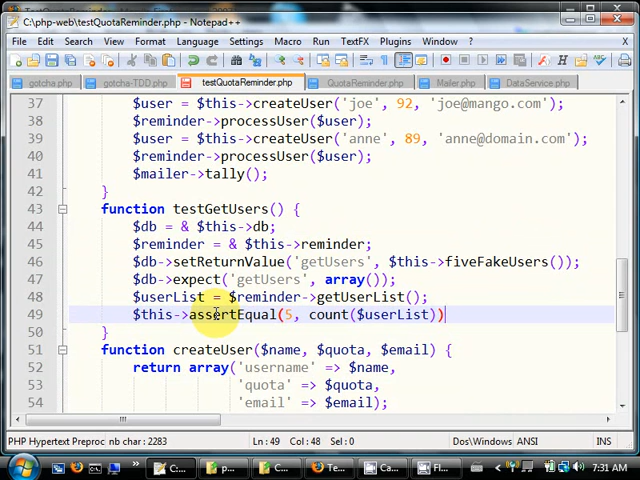 C:\php-web\testQuotaReminder.php - Notepad++
File Edit Search View Format Language Settings Macro Run TextFX Plugins Window ?
gotcha.php gotcha-TDD.php testQuotaReminder.php QuotaReminder.php Mailer.php DataService.php
37 $user = $this->createUser('joe', 92, 'joe@mango.com');
38 $reminder->processUser($user);
39 $user = $this->createUser('anne', 89, 'anne@domain.com');
40 $reminder->processUser($user);
41 $mailer->tally();
42 }
43 function testGetUsers() {
44 $db = & $this->db;
45 $reminder = & $this->reminder;
46 $db->setReturnValue('getUsers', $this->fiveFakeUsers());
47 $db->expect('getUsers', array());
48 $userList = $reminder->getUserList();
49 $this->assertEqual(5, count($userList))
50 }
51 function createUser($name, $quota, $email) {
52 return array('username' => $name,
53 'quota' => $quota,
54 'email' => $email);
PHP Hypertext Preproc nb char : 2283 Ln : 49 Col : 48 Sel : 0 Dos\Windows ANSI INS
C:... p... C... Te... Ca... Fl... 7:31 AM